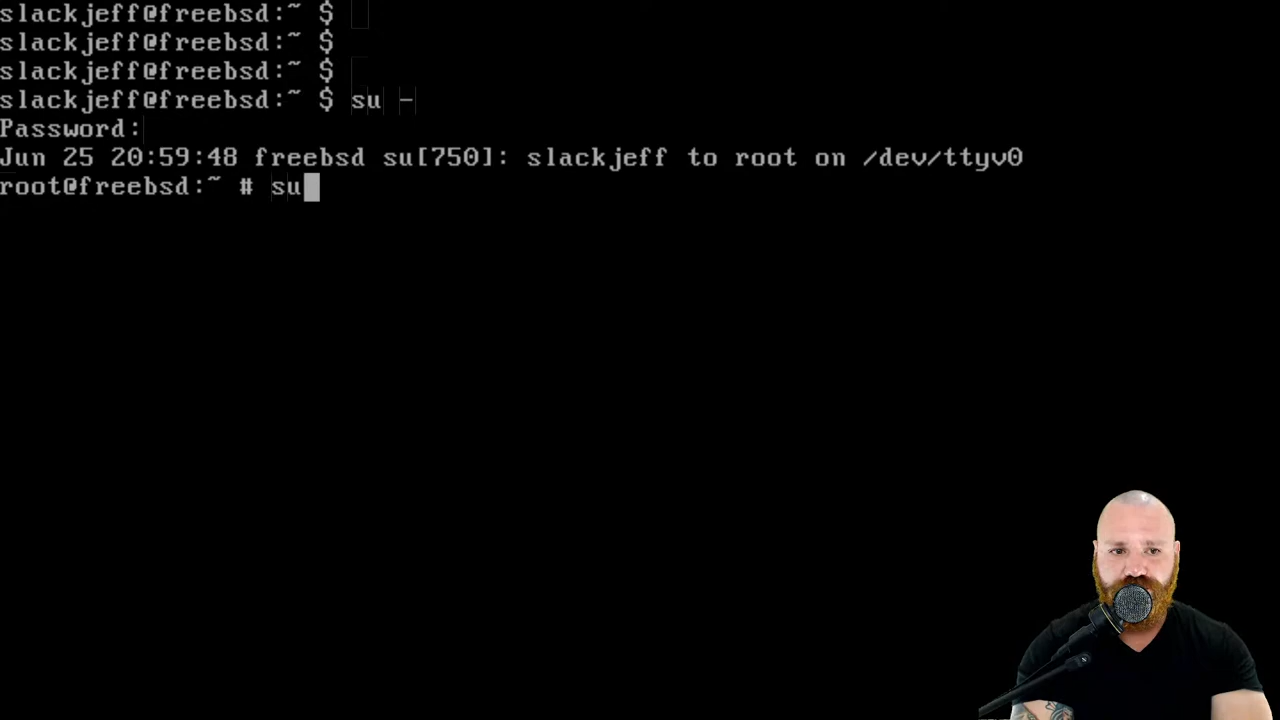 slackjeff@freebsd:~ $
slackjeff@freebsd:~ $
slackjeff@freebsd:~ $
slackjeff@freebsd:~ $ su -
Password:
Jun 25 20:59:48 freebsd su[750]: slackjeff to root on /dev/ttyv0
root@freebsd:~ # su